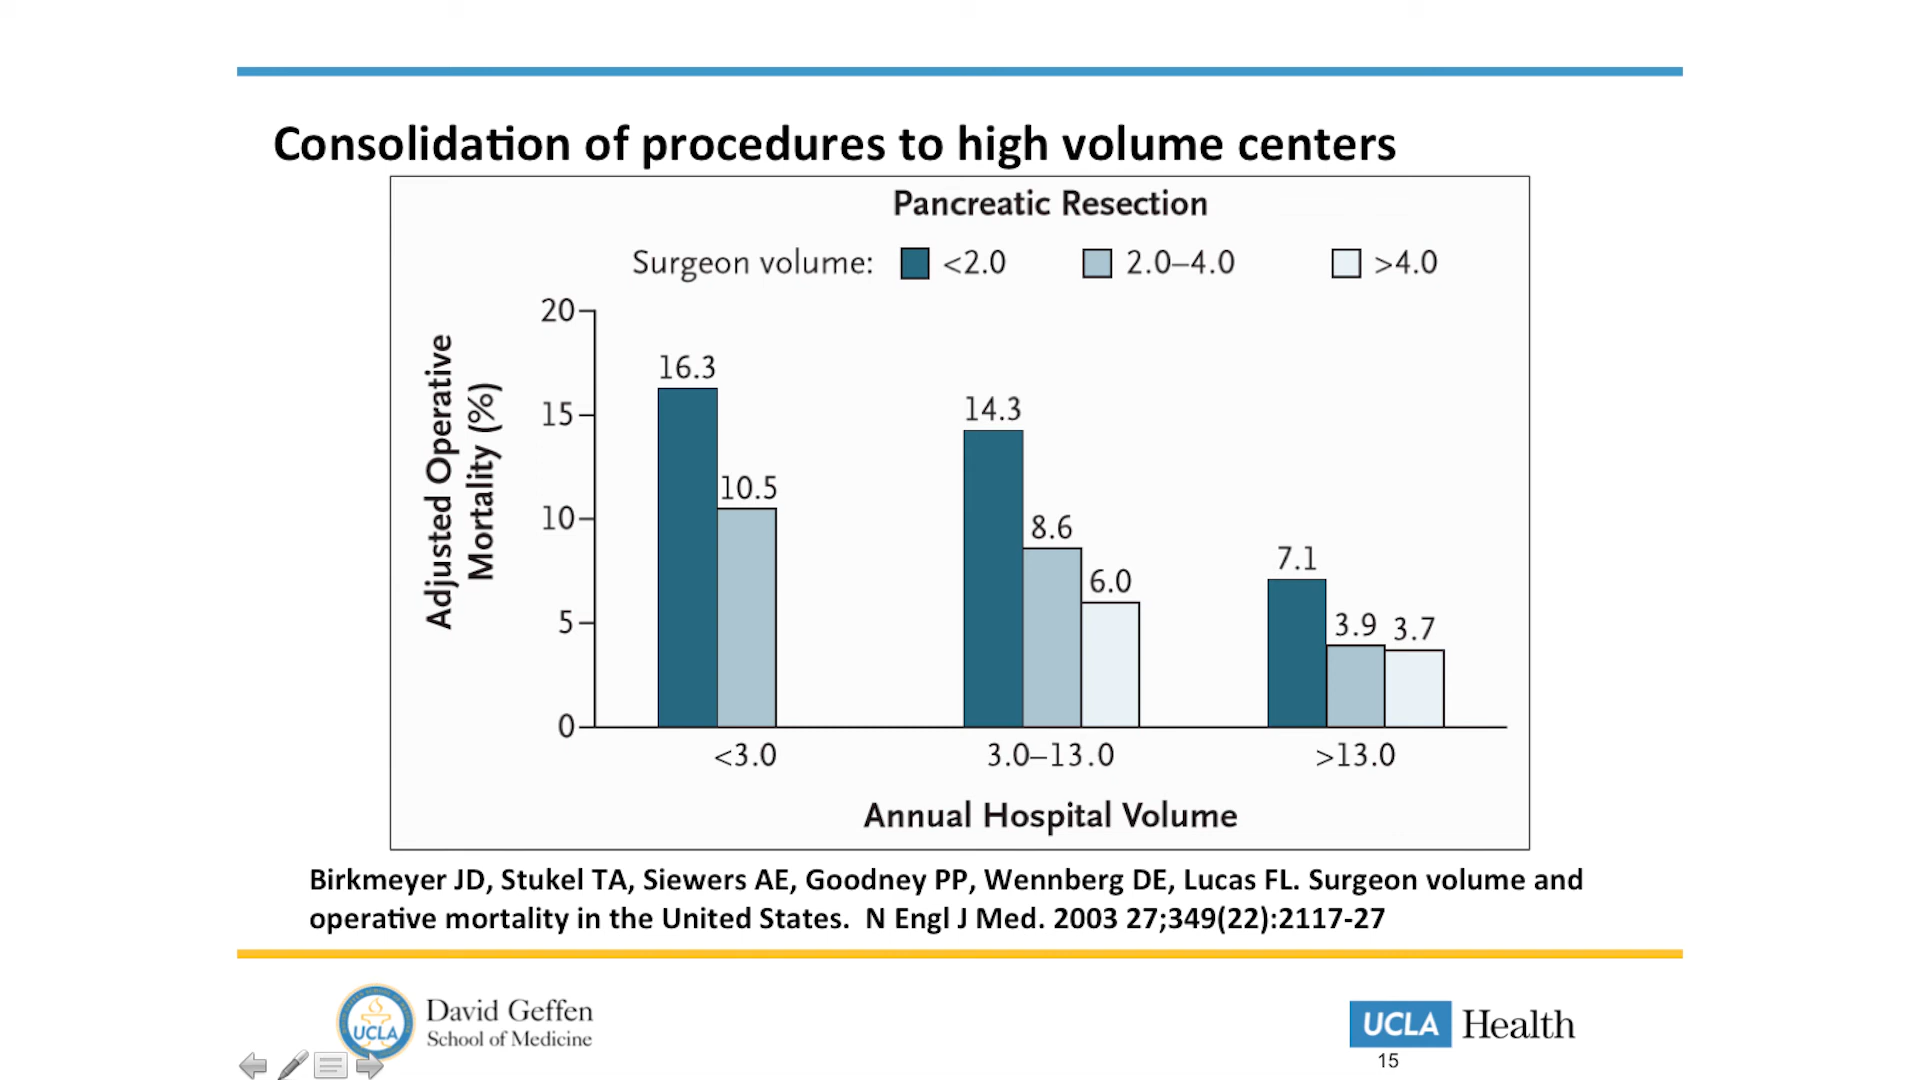 Consolidation of procedures to high volume centers
Pancreatic Resection
Surgeon volume: <2.0 2.0–4.0 >4.0
Adjusted Operative
Mortality (%)
20
15
10
5
0
16.3
10.5
14.3
8.6
6.0
7.1
3.9
3.7
<3.0 3.0–13.0 >13.0
Annual Hospital Volume
Birkmeyer JD, Stukel TA, Siewers AE, Goodney PP, Wennberg DE, Lucas FL. Surgeon volume and
operative mortality in the United States.  N Engl J Med. 2003 27;349(22):2117-27
UCLA
David Geffen
School of Medicine
UCLA Health
15